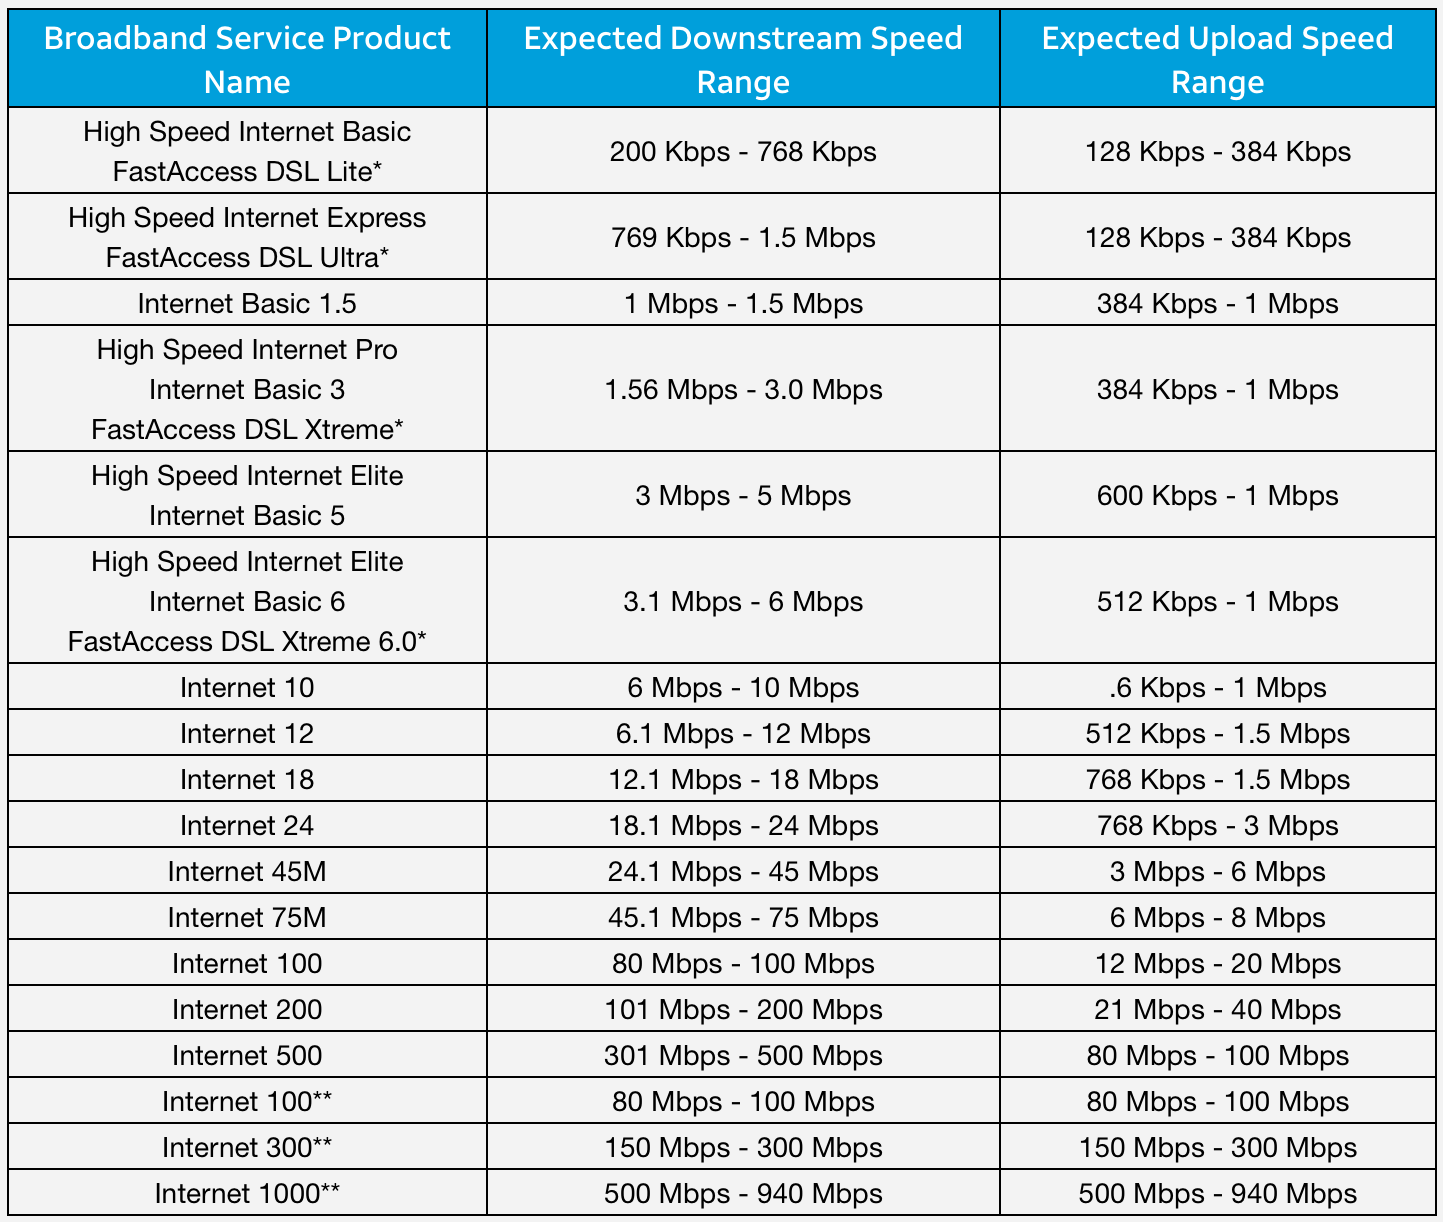 Broadband Service Product
Name
Expected Downstream Speed
Range
Expected Upload Speed
Range
High Speed Internet Basic
FastAccess DSL Lite*
200 Kbps - 768 Kbps
128 Kbps - 384 Kbps
High Speed Internet Express
FastAccess DSL Ultra*
769 Kbps - 1.5 Mbps
128 Kbps - 384 Kbps
Internet Basic 1.5
1 Mbps - 1.5 Mbps
384 Kbps - 1 Mbps
High Speed Internet Pro
Internet Basic 3
FastAccess DSL Xtreme*
1.56 Mbps - 3.0 Mbps
384 Kbps - 1 Mbps
High Speed Internet Elite
Internet Basic 5
3 Mbps - 5 Mbps
600 Kbps - 1 Mbps
High Speed Internet Elite
Internet Basic 6
FastAccess DSL Xtreme 6.0*
3.1 Mbps - 6 Mbps
512 Kbps - 1 Mbps
Internet 10
6 Mbps - 10 Mbps
.6 Kbps - 1 Mbps
Internet 12
6.1 Mbps - 12 Mbps
512 Kbps - 1.5 Mbps
Internet 18
12.1 Mbps - 18 Mbps
768 Kbps - 1.5 Mbps
Internet 24
18.1 Mbps - 24 Mbps
768 Kbps - 3 Mbps
Internet 45M
24.1 Mbps - 45 Mbps
3 Mbps - 6 Mbps
Internet 75M
45.1 Mbps - 75 Mbps
6 Mbps - 8 Mbps
Internet 100
80 Mbps - 100 Mbps
12 Mbps - 20 Mbps
Internet 200
101 Mbps - 200 Mbps
21 Mbps - 40 Mbps
Internet 500
301 Mbps - 500 Mbps
80 Mbps - 100 Mbps
Internet 100**
80 Mbps - 100 Mbps
80 Mbps - 100 Mbps
Internet 300**
150 Mbps - 300 Mbps
150 Mbps - 300 Mbps
Internet 1000**
500 Mbps - 940 Mbps
500 Mbps - 940 Mbps